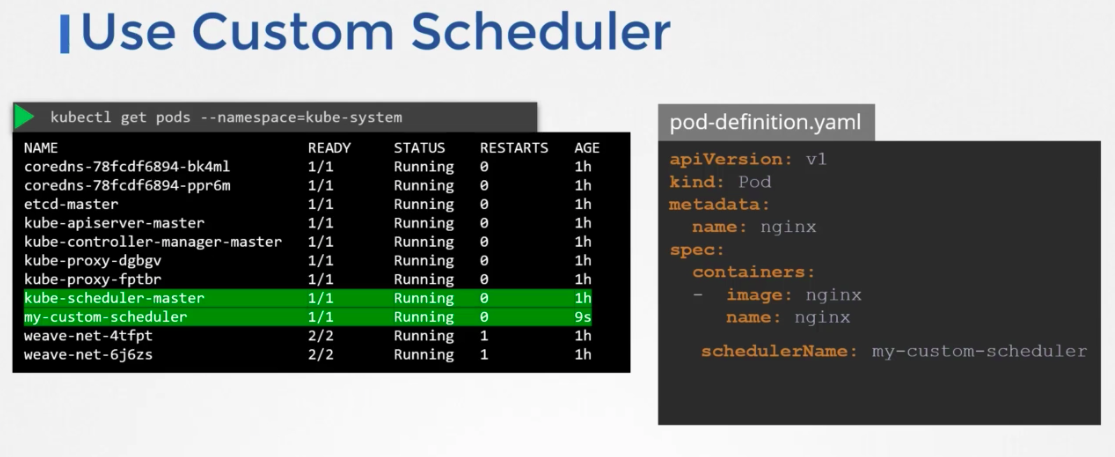 Use Custom Scheduler
kubectl get pods --namespace=kube-system
NAME READY STATUS RESTARTS AGE
coredns-78fcdf6894-bk4ml 1/1 Running 0 1h
coredns-78fcdf6894-ppr6m 1/1 Running 0 1h
etcd-master 1/1 Running 0 1h
kube-apiserver-master 1/1 Running 0 1h
kube-controller-manager-master 1/1 Running 0 1h
kube-proxy-dgbgv 1/1 Running 0 1h
kube-proxy-fptbr 1/1 Running 0 1h
kube-scheduler-master 1/1 Running 0 1h
my-custom-scheduler 1/1 Running 0 9s
weave-net-4tfpt 2/2 Running 1 1h
weave-net-6j6zs 2/2 Running 1 1h
pod-definition.yaml
apiVersion: v1
kind: Pod
metadata:
  name: nginx
spec:
  containers:
  -  image: nginx
     name: nginx
   schedulerName: my-custom-scheduler